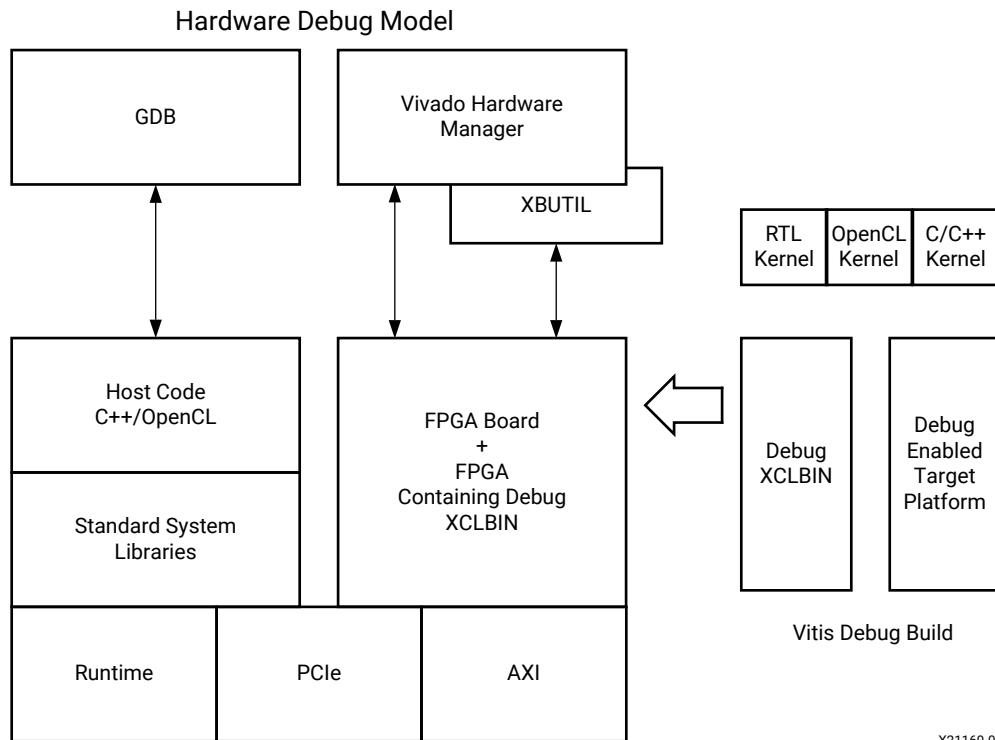 Hardware Debug Model
GDB
Vivado Hardware
Manager
XBUTIL
RTL
Kernel
OpenCL
Kernel
C/C++
Kernel
Host Code
C++/OpenCL
FPGA Board
+
FPGA
Containing Debug
XCLBIN
Debug
XCLBIN
Debug
Enabled
Target
Platform
Standard System
Libraries
Vitis Debug Build
Runtime
PCIe
AXI